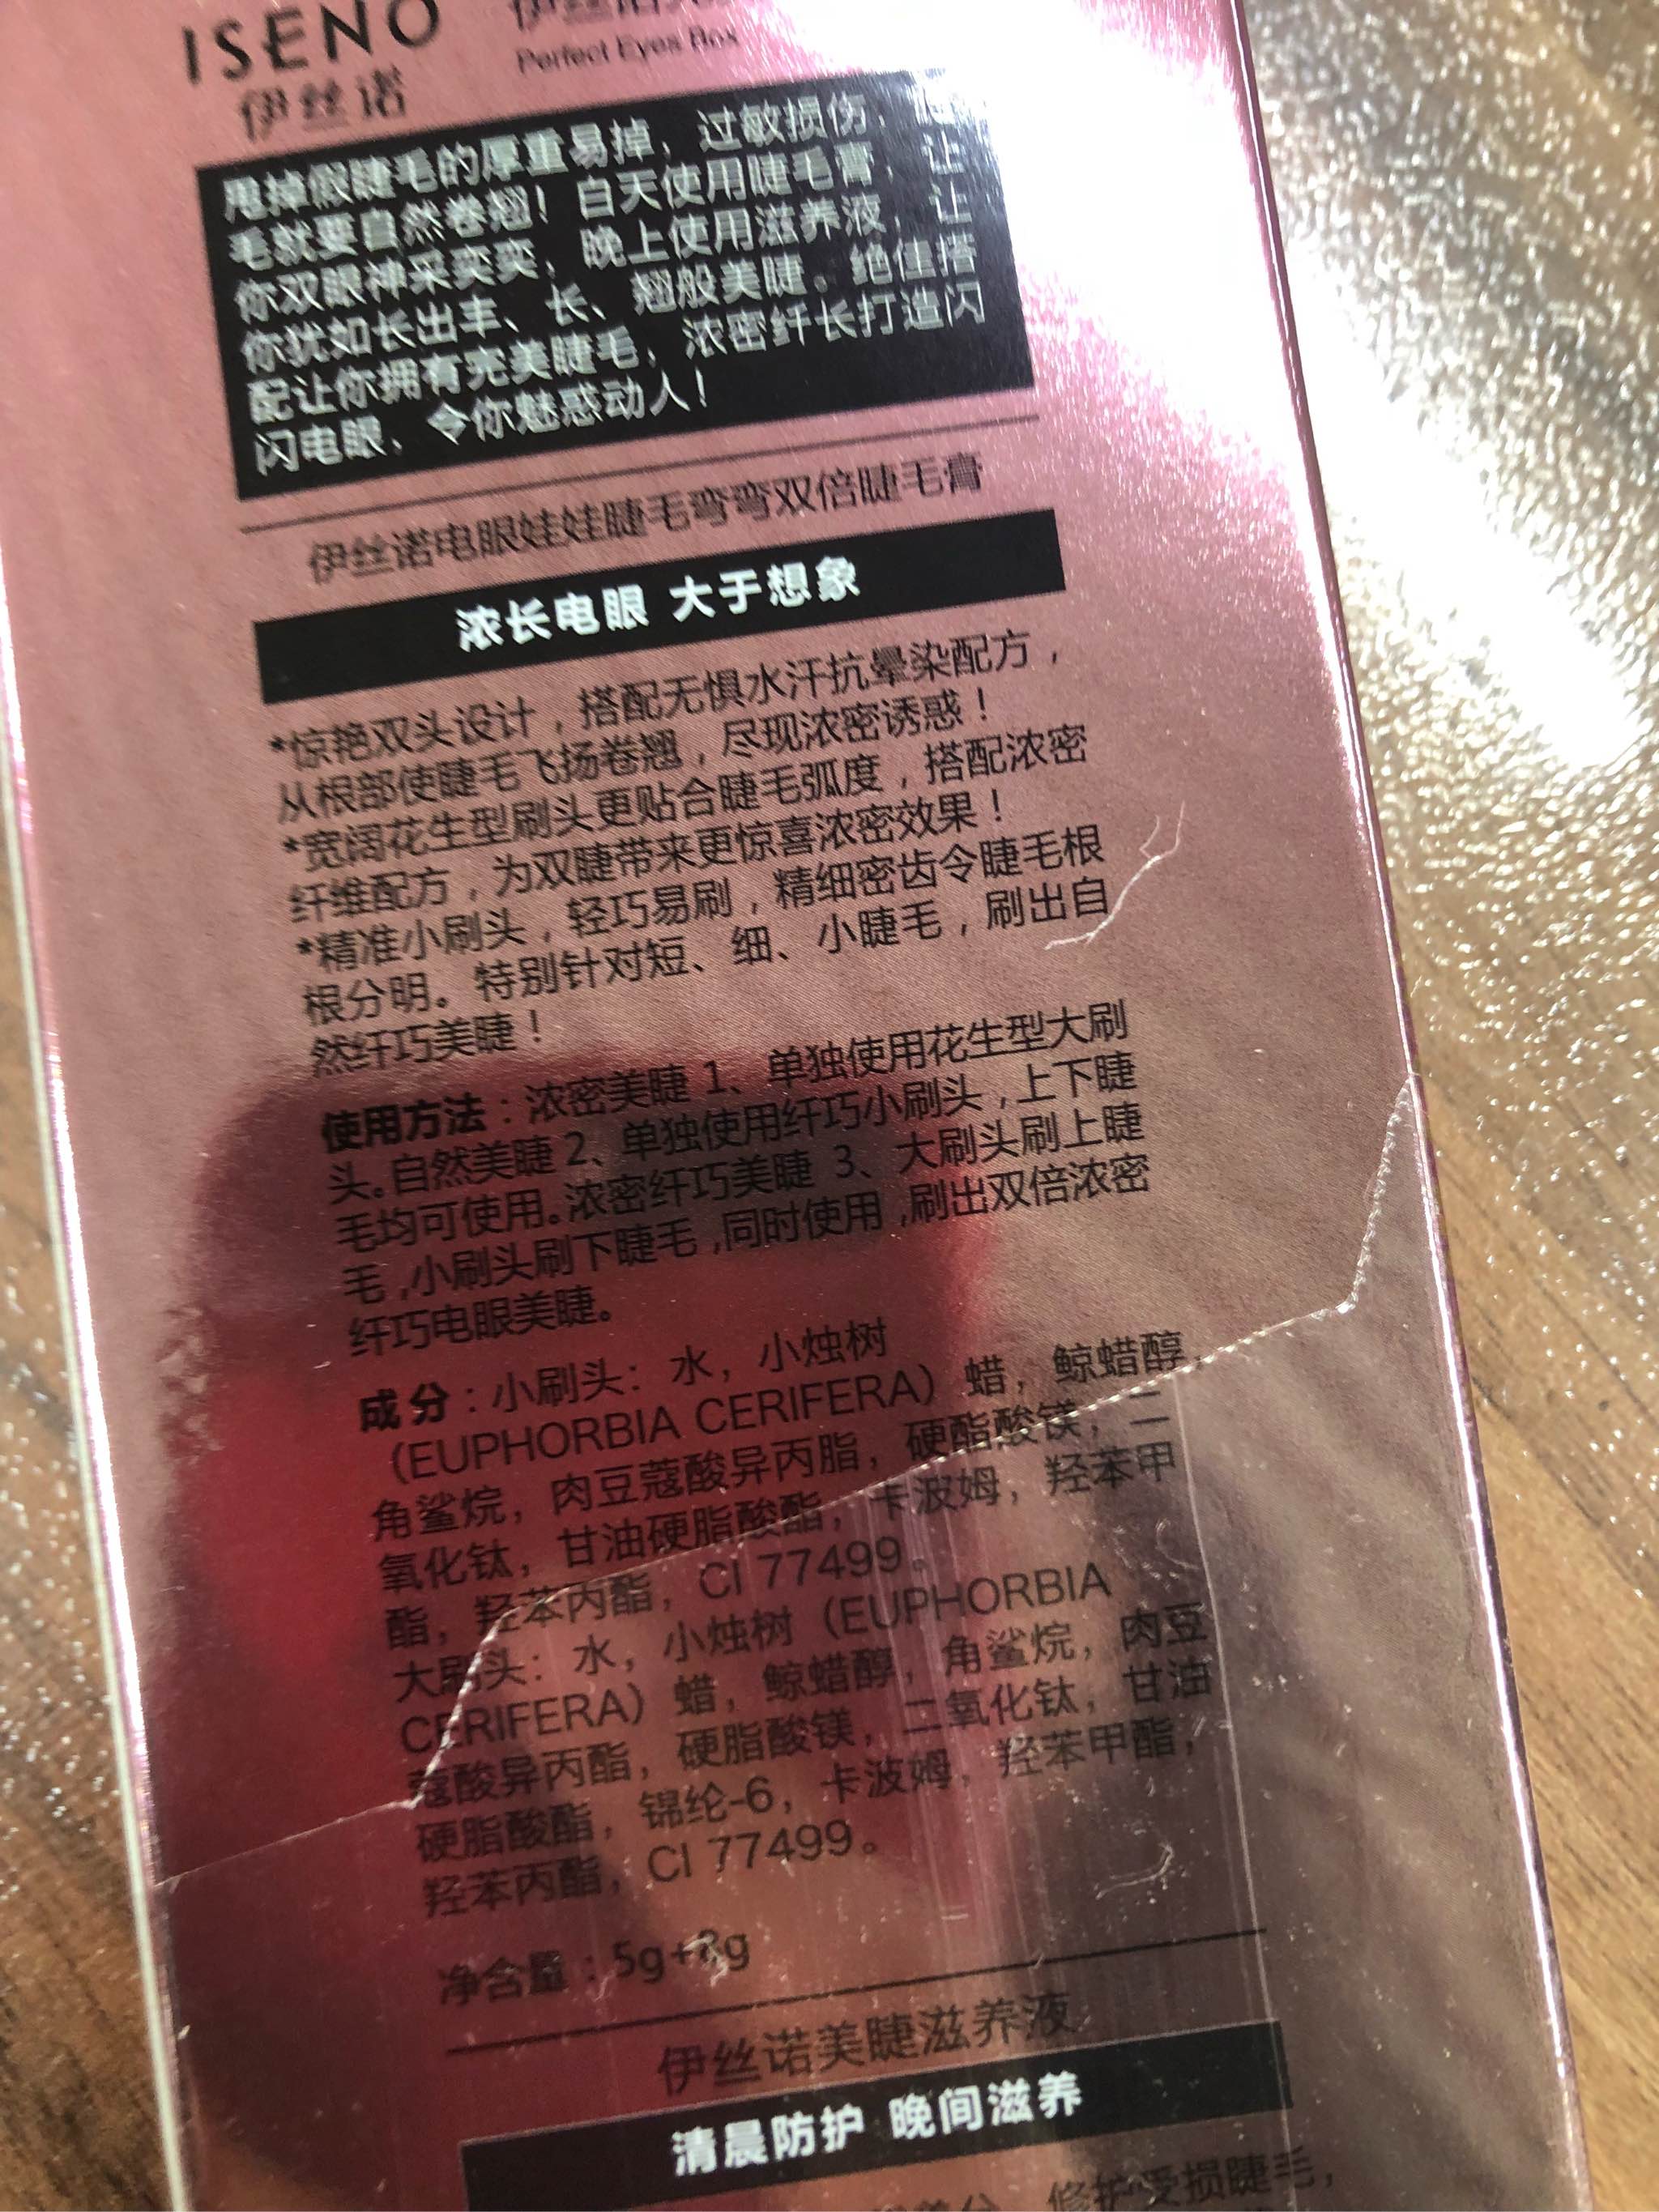 ISENO
伊丝诺
伊丝诺
Perfect Eyes Box
甩掉假睫毛的厚重易掉，过敏损伤、
毛就要自然卷翘！白天使用睫毛膏，让
你双眼神采奕奕，晚上使用滋养液，让
你犹如长出丰、长、翘般美睫。绝佳搭
配让你拥有完美睫毛，浓密纤长打造闪
闪电眼、令你魅惑动人！
伊丝诺电眼娃娃睫毛弯弯双倍睫毛膏
浓长电眼 大于想象
*惊艳双头设计，搭配无惧水汗抗晕染配方，
从根部使睫毛飞扬卷翘，尽现浓密诱惑！
*宽阔花生型刷头更贴合睫毛弧度，搭配浓密
纤维配方，为双睫带来更惊喜浓密效果！
*精准小刷头，轻巧易刷，精细密齿令睫毛根
根分明。特别针对短、细、小睫毛，刷出自
然纤巧美睫！
使用方法：浓密美睫 1、单独使用花生型大刷
头。自然美睫 2、单独使用纤巧小刷头，上下睫
毛均可使用。浓密纤巧美睫 3、大刷头刷上睫
毛，小刷头刷下睫毛，同时使用，刷出双倍浓密
纤巧电眼美睫。
成分：小刷头：水，小烛树
（EUPHORBIA CERIFERA）蜡，鲸蜡醇，
角鲨烷，肉豆蔻酸异丙脂，硬酯酸镁，二
氧化钛，甘油硬脂酸酯，卡波姆，羟苯甲
酯，羟苯丙酯，CI 77499。
大刷头：水，小烛树（EUPHORBIA
CERIFERA）蜡，鲸蜡醇，角鲨烷，肉豆
蔻酸异丙酯，硬脂酸镁，二氧化钛，甘油
硬脂酸酯，锦纶-6，卡波姆，羟苯甲酯，
羟苯丙酯，CI 77499。
净含量：5g+8g
伊丝诺美睫滋养液
清晨防护 晚间滋养
修护受损睫毛，